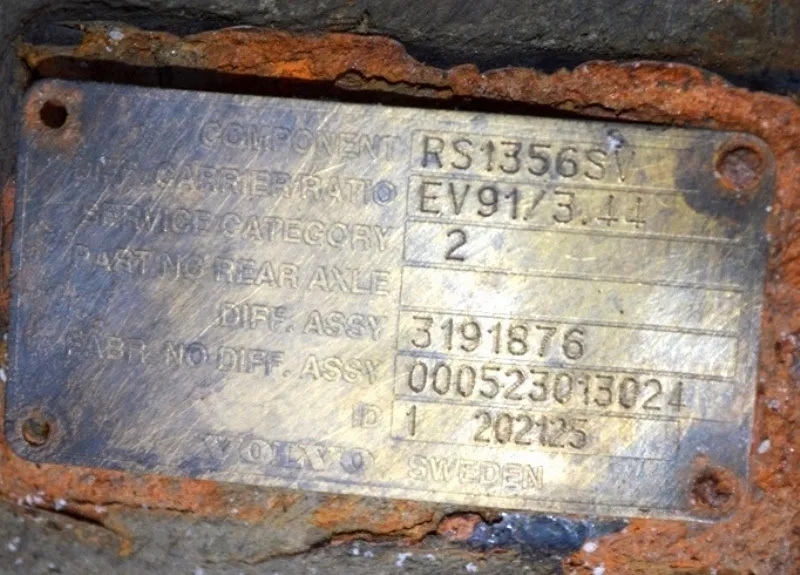 COMPONENT RS1356SV
DIFF. CARRIER/RATIO EV91/3.44
SERVICE CATEGORY 2
PART NO REAR AXLE
DIFF. ASSY 3191876
FABR. NO DIFF. ASSY 000523013024
ID 1 202125
VOLVO SWEDEN